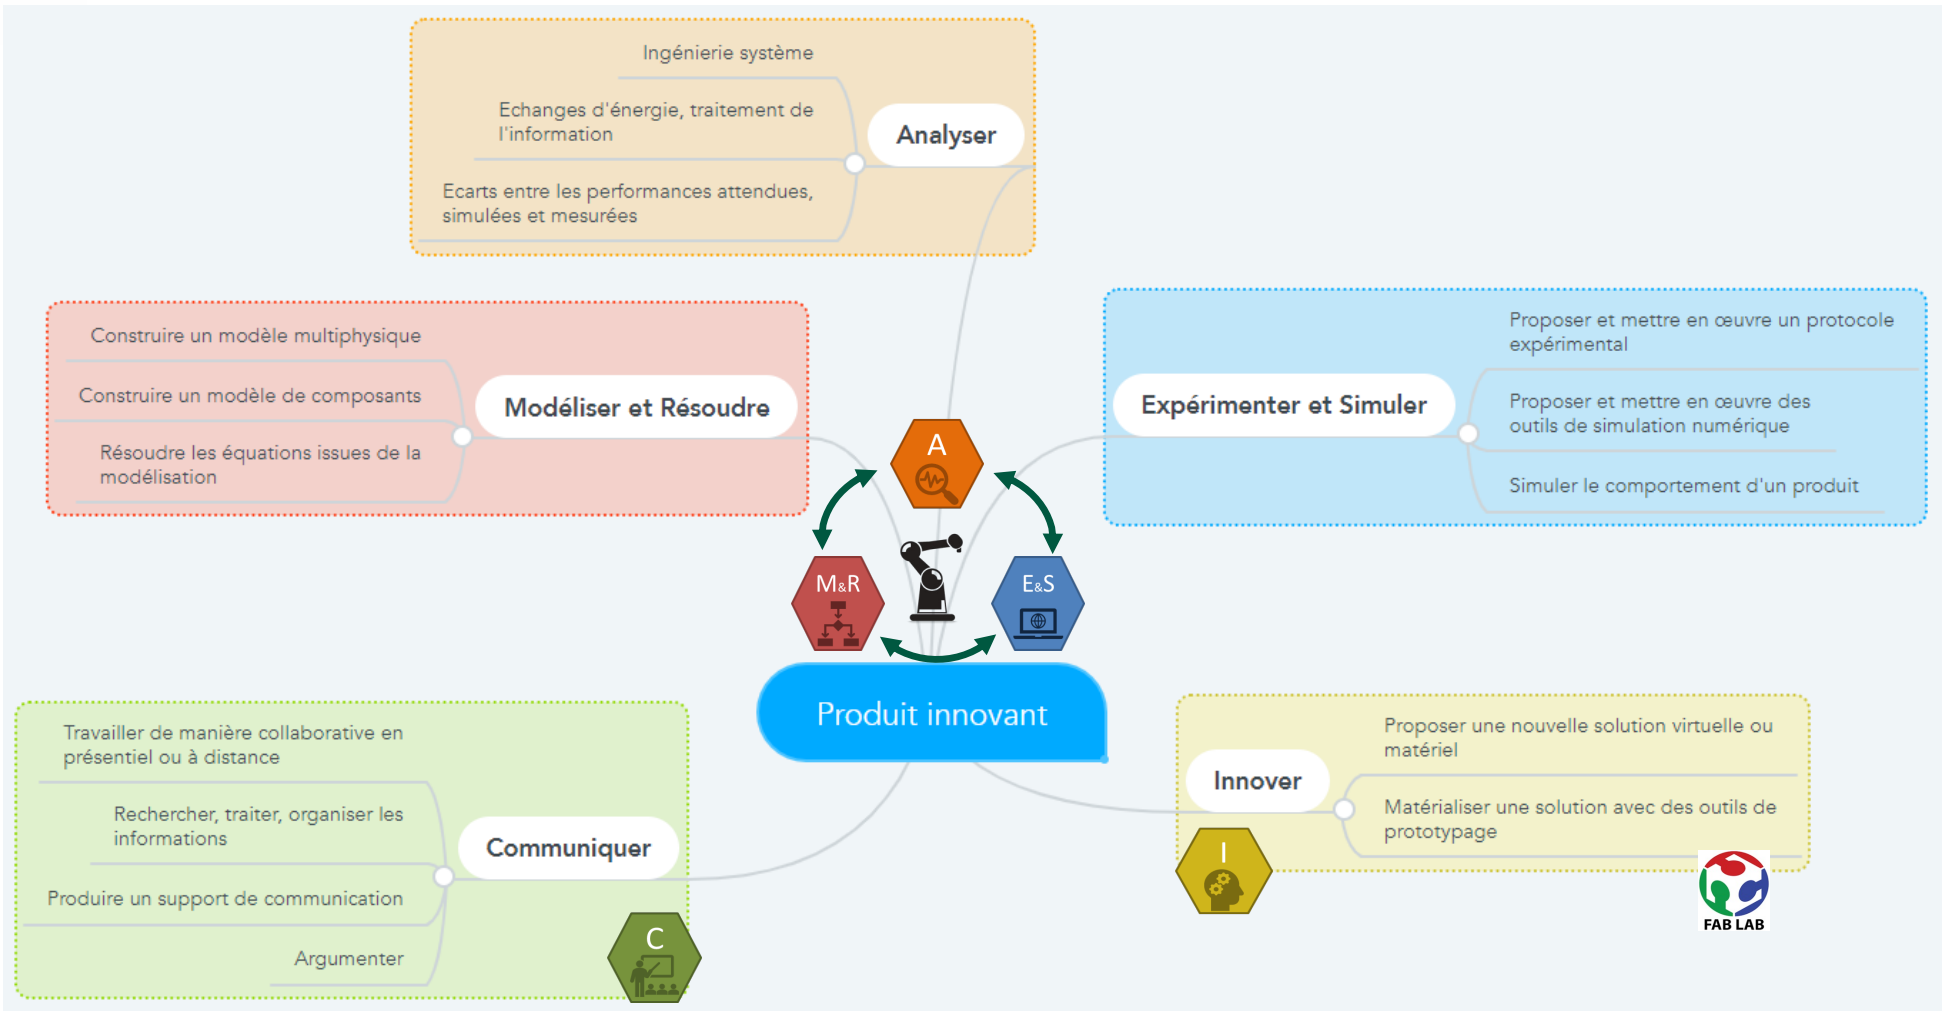 Ingénierie système
Echanges d'énergie, traitement de
l'information
Ecarts entre les performances attendues,
simulées et mesurées
Analyser
Construire un modèle multiphysique
Construire un modèle de composants
Résoudre les équations issues de la
modélisation
Modéliser et Résoudre
Expérimenter et Simuler
Proposer et mettre en œuvre un protocole
expérimental
Proposer et mettre en œuvre des
outils de simulation numérique
Simuler le comportement d'un produit
A
M&R
E&S
Produit innovant
Travailler de manière collaborative en
présentiel ou à distance
Rechercher, traiter, organiser les
informations
Produire un support de communication
Argumenter
Communiquer
C
Innover
Proposer une nouvelle solution virtuelle ou
matériel
Matérialiser une solution avec des outils de
prototypage
I
FAB LAB